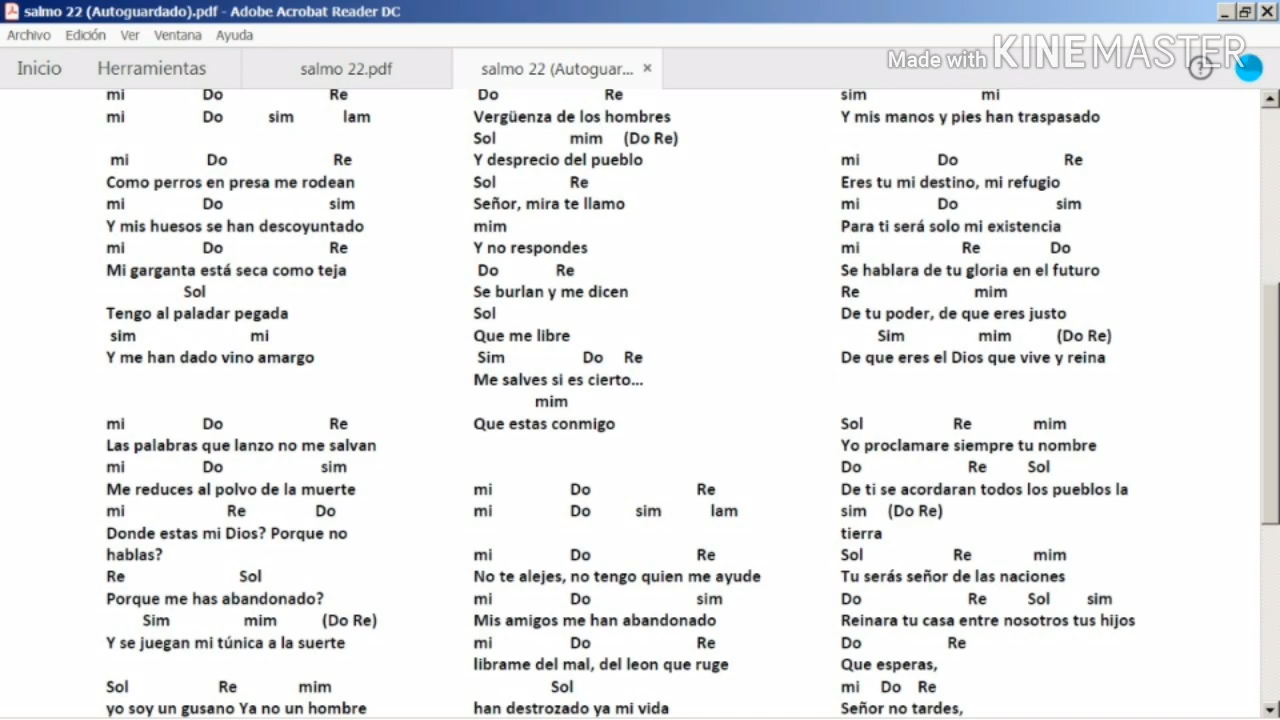 salmo 22 (Autoguardado).pdf - Adobe Acrobat Reader DC
Archivo Edición Ver Ventana Ayuda
Made with KINEMASTER
Inicio Herramientas salmo 22.pdf salmo 22 (Autoguar... ×
mi Do Re
mi Do sim lam
mi Do Re
Como perros en presa me rodean
mi Do sim
Y mis huesos se han descoyuntado
mi Do Re
Mi garganta está seca como teja
Sol
Tengo al paladar pegada
sim mi
Y me han dado vino amargo
mi Do Re
Las palabras que lanzo no me salvan
mi Do sim
Me reduces al polvo de la muerte
mi Re Do
Donde estas mi Dios? Porque no
hablas?
Re Sol
Porque me has abandonado?
Sim mim (Do Re)
Y se juegan mi túnica a la suerte
Sol Re mim
yo soy un gusano Ya no un hombre
Do Re
Vergüenza de los hombres
Sol mim (Do Re)
Y desprecio del pueblo
Sol Re
Señor, mira te llamo
mim
Y no respondes
Do Re
Se burlan y me dicen
Sol
Que me libre
Sim Do Re
Me salves si es cierto...
mim
Que estas conmigo
mi Do Re
mi Do sim lam
mi Do Re
No te alejes, no tengo quien me ayude
mi Do sim
Mis amigos me han abandonado
mi Do Re
librame del mal, del leon que ruge
Sol
han destrozado ya mi vida
sim mi
Y mis manos y pies han traspasado
mi Do Re
Eres tu mi destino, mi refugio
mi Do sim
Para ti será solo mi existencia
mi Re Do
Se hablara de tu gloria en el futuro
Re mim
De tu poder, de que eres justo
Sim mim (Do Re)
De que eres el Dios que vive y reina
Sol Re mim
Yo proclamare siempre tu nombre
Do Re Sol
De ti se acordaran todos los pueblos la
sim (Do Re)
tierra
Sol Re mim
Tu serás señor de las naciones
Do Re Sol sim
Reinara tu casa entre nosotros tus hijos
Do Re
Que esperas,
mi Do Re
Señor no tardes,